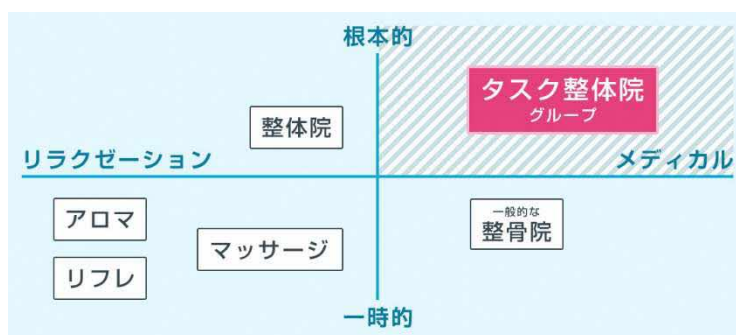 根本的
タスク整体院
グループ
整体院
リラクゼーション
メディカル
アロマ
一般的な
整骨院
マッサージ
リフレ
一時的